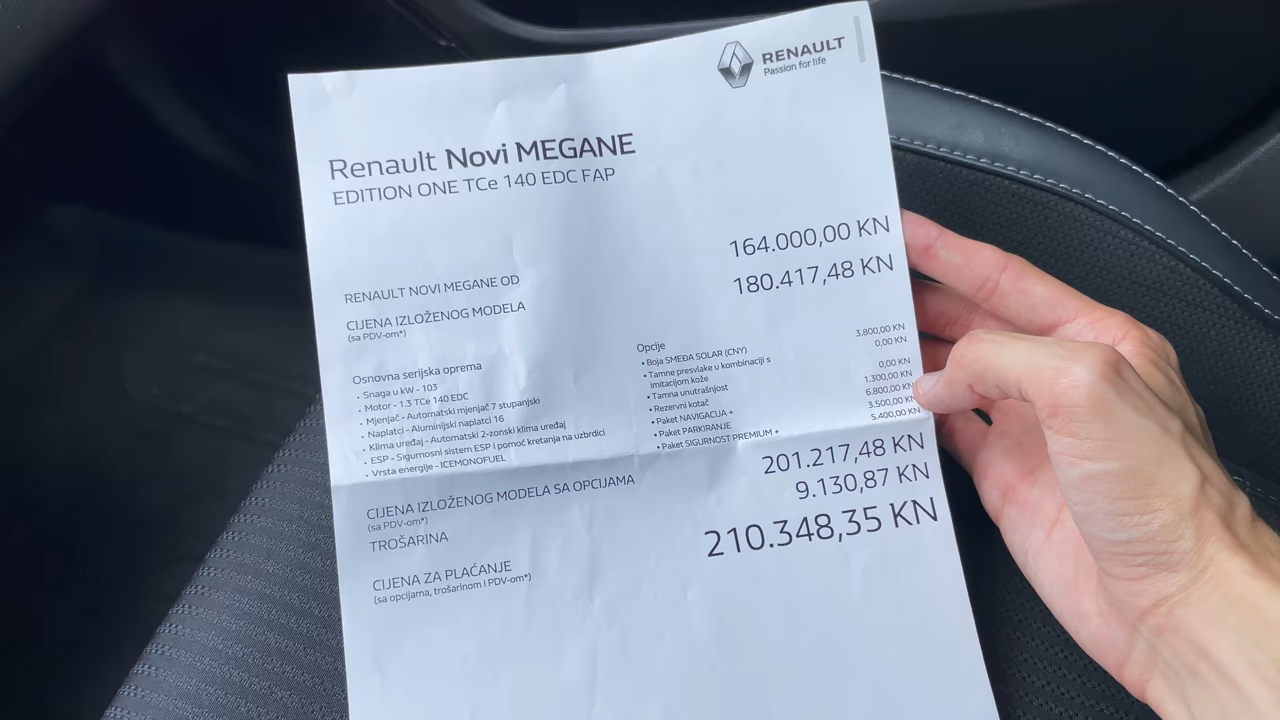 RENAULT
Passion for life
Renault Novi MEGANE
EDITION ONE TCe 140 EDC FAP
RENAULT NOVI MEGANE OD 164.000,00 KN
CIJENA IZLOŽENOG MODELA 180.417,48 KN
(sa PDV-om*)
Osnovna serijska oprema
• Snaga u kW - 103
• Motor - 1.3 TCe 140 EDC
• Mjenjač - Automatski mjenjač 7 stupanjski
• Naplatci - Aluminijski naplatci 16
• Klima uređaj - Automatski 2-zonski klima uređaj
• ESP - Sigurnosni sistem ESP i pomoć kretanja na uzbrdici
• Vrsta energije - ICEMONOFUEL
Opcije
• Boja SMEĐA SOLAR (CNY) 3.800,00 KN
• Tamne presvlake u kombinaciji s 0,00 KN
imitacijom kože
• Tamna unutrašnjost 0,00 KN
• Rezervni kotač 1.300,00 KN
• Paket NAVIGACIJA + 6.800,00 KN
• Paket PARKIRANJE 3.500,00 KN
• Paket SIGURNOST PREMIUM + 5.400,00 KN
CIJENA IZLOŽENOG MODELA SA OPCIJAMA 201.217,48 KN
(sa PDV-om*)
TROŠARINA 9.130,87 KN
CIJENA ZA PLAĆANJE 210.348,35 KN
(sa opcijama, trošarinom i PDV-om*)